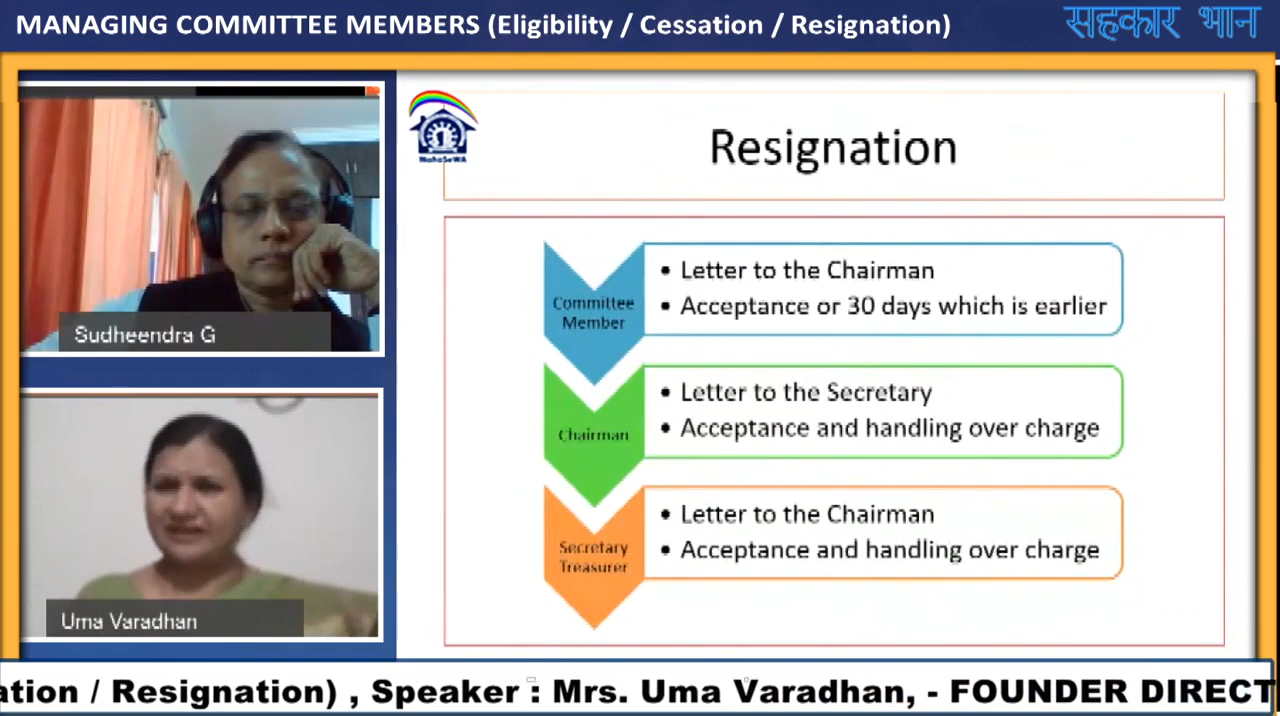 MANAGING COMMITTEE MEMBERS (Eligibility / Cessation / Resignation)
सहकार भान
MahaSeWA
Resignation
Sudheendra G
Uma Varadhan
Committee
Member
• Letter to the Chairman
• Acceptance or 30 days which is earlier
Chairman
• Letter to the Secretary
• Acceptance and handling over charge
Secretary
Treasurer
• Letter to the Chairman
• Acceptance and handling over charge
ation / Resignation) , Speaker : Mrs. Uma Varadhan, - FOUNDER DIRECT